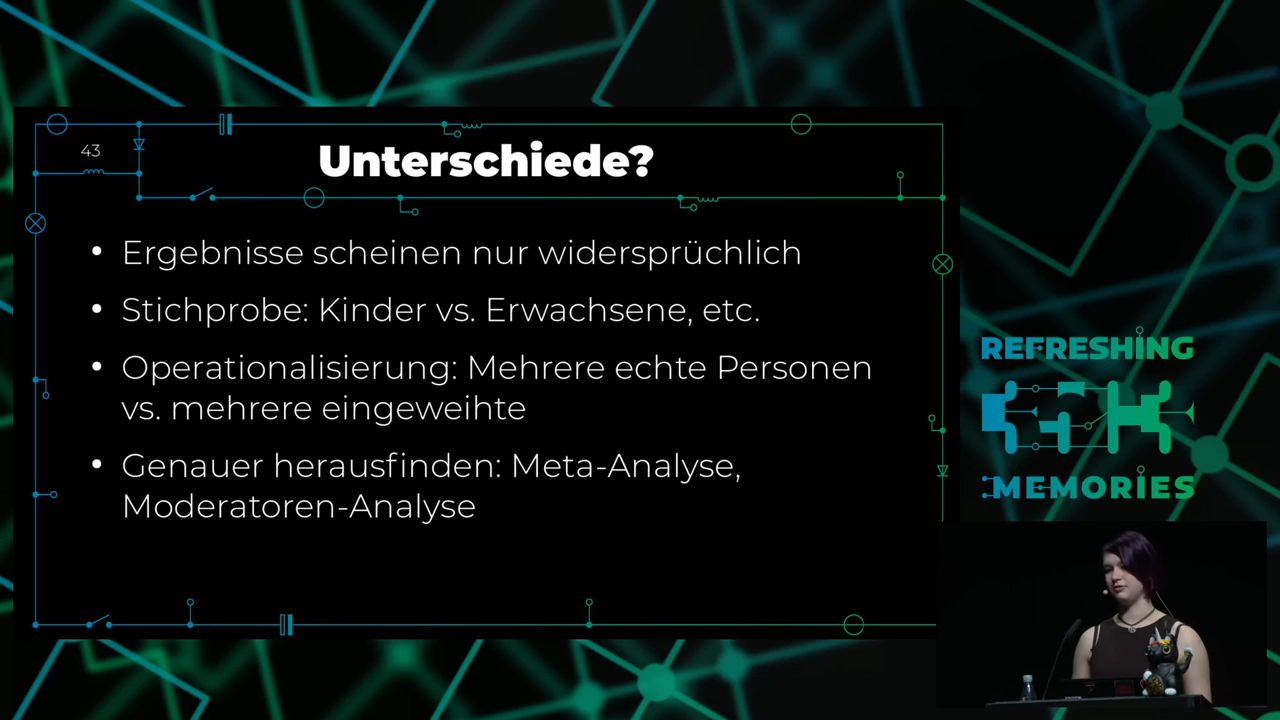 43
Unterschiede?
• Ergebnisse scheinen nur widersprüchlich
• Stichprobe: Kinder vs. Erwachsene, etc.
• Operationalisierung: Mehrere echte Personen
vs. mehrere eingeweihte
• Genauer herausfinden: Meta-Analyse,
Moderatoren-Analyse
REFRESHING
MEMORIES